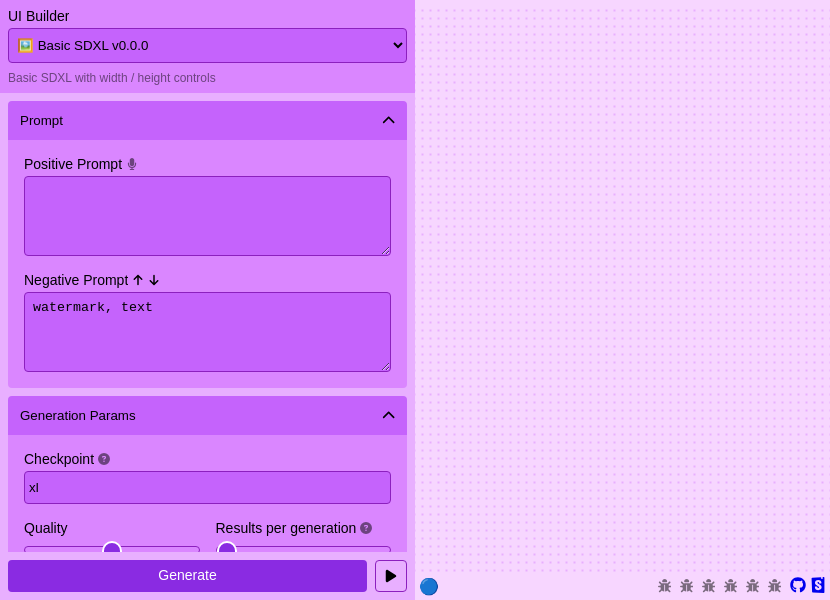 UI Builder
Basic SDXL v0.0.0
Basic SDXL with width / height controls
Prompt
Positive Prompt
Negative Prompt
watermark, text
Generation Params
Checkpoint
xl
Quality
Results per generation
Generate